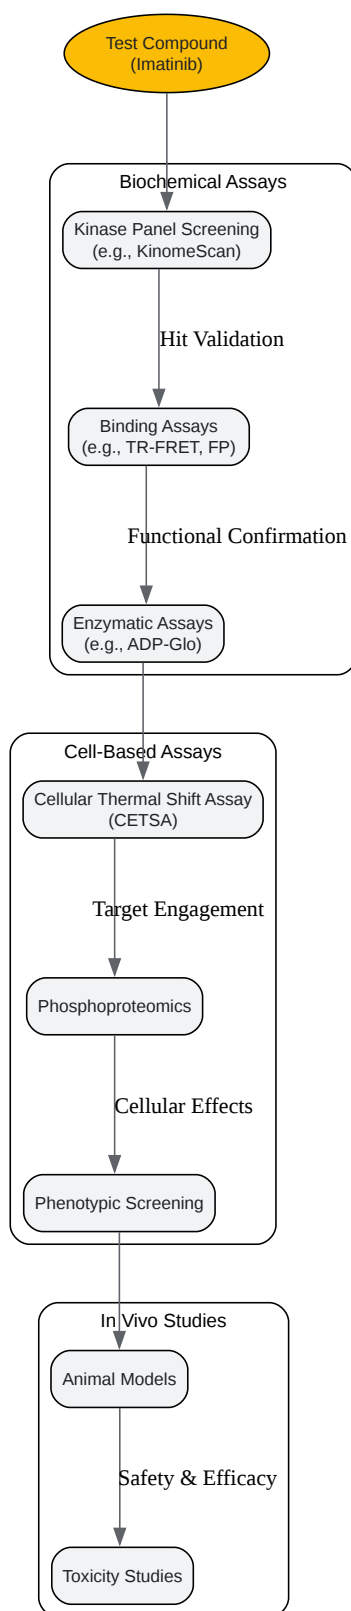 Test Compound
(Imatinib)
Biochemical Assays
Kinase Panel Screening
(e.g., KinomeScan)
Hit Validation
Binding Assays
(e.g., TR-FRET, FP)
Functional Confirmation
Enzymatic Assays
(e.g., ADP-Glo)
Cell-Based Assays
Cellular Thermal Shift Assay
(CETSA)
Target Engagement
Phosphoproteomics
Cellular Effects
Phenotypic Screening
In Vivo Studies
Animal Models
Safety & Efficacy
Toxicity Studies